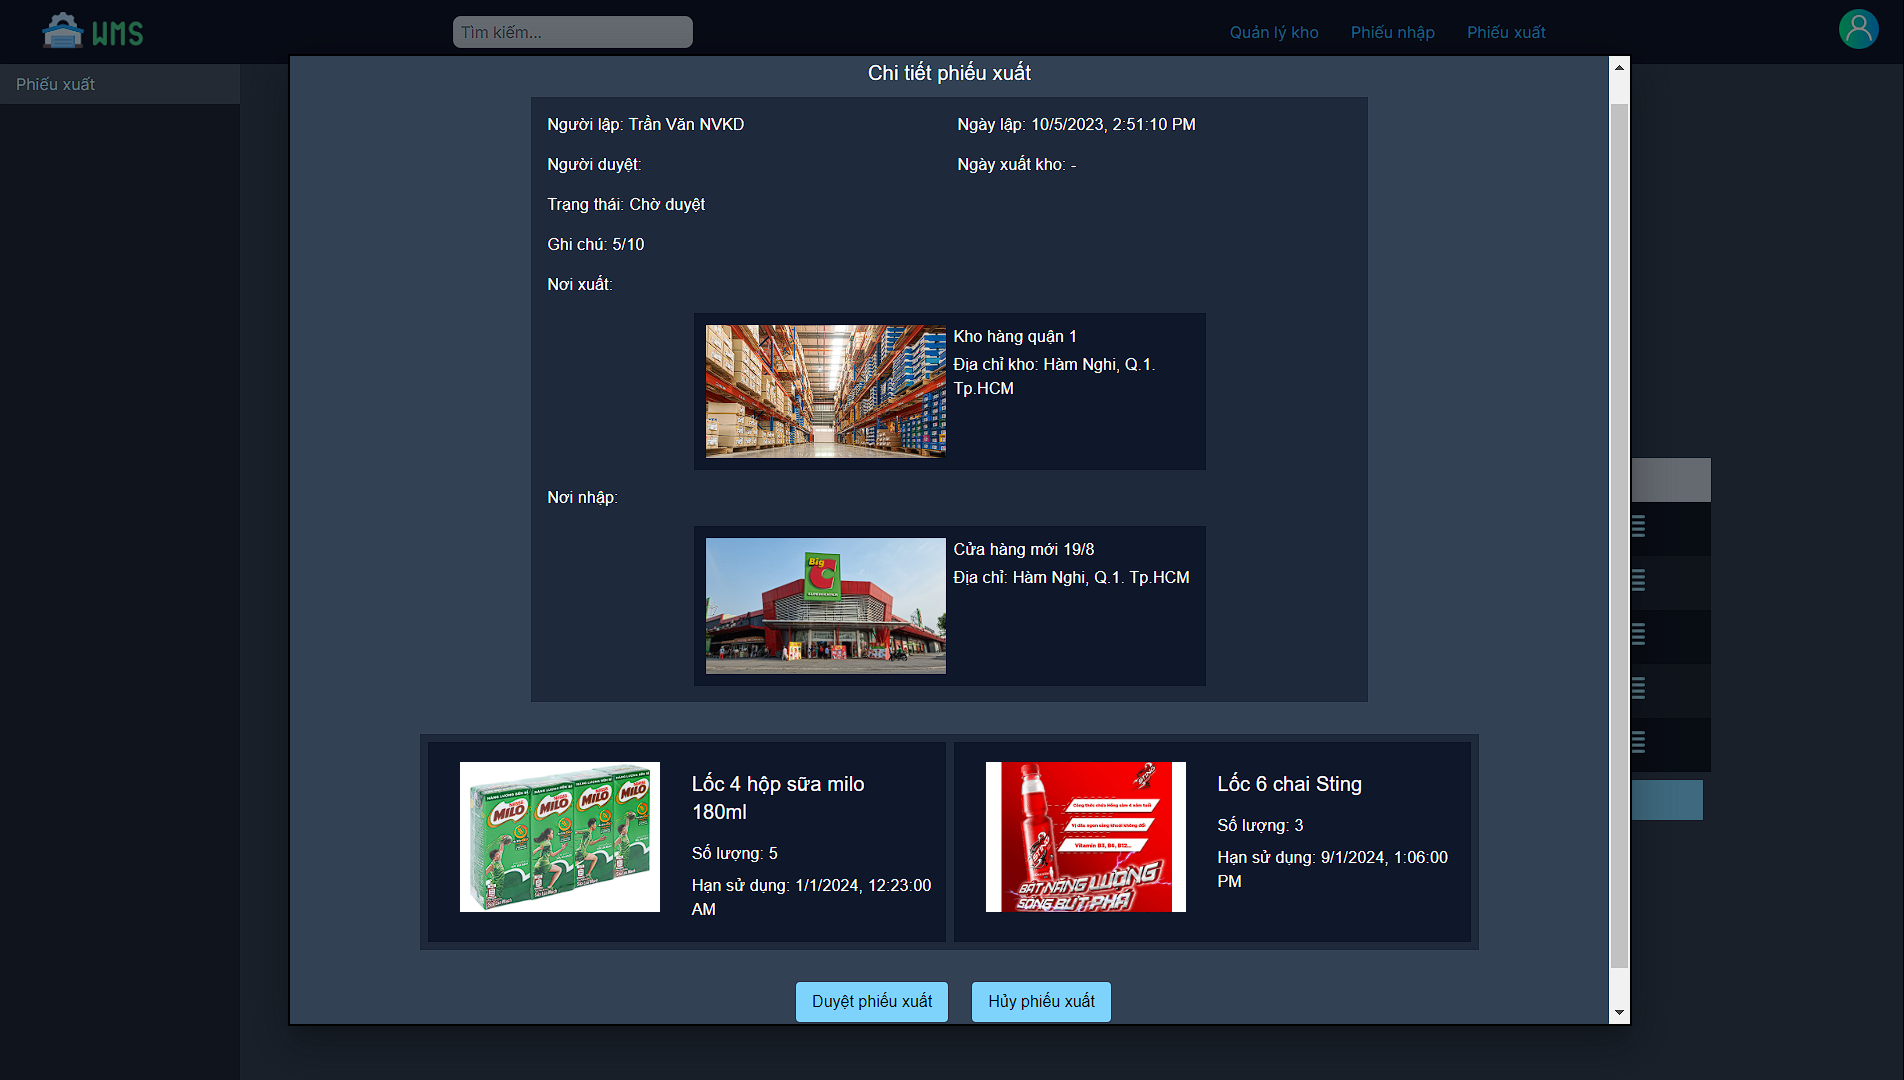 WMS
Tìm kiếm...
Quản lý kho
Phiếu nhập
Phiếu xuất
Phiếu xuất
Chi tiết phiếu xuất
Người lập: Trần Văn NVKD
Ngày lập: 10/5/2023, 2:51:10 PM
Người duyệt:
Ngày xuất kho: -
Trạng thái: Chờ duyệt
Ghi chú: 5/10
Nơi xuất:
Kho hàng quận 1
Địa chỉ kho: Hàm Nghi, Q.1.
Tp.HCM
Nơi nhập:
Big
C
Cửa hàng mới 19/8
Địa chỉ: Hàm Nghi, Q.1. Tp.HCM
MILO
MILO
MILO
MILO
Lốc 4 hộp sữa milo
180ml
Số lượng: 5
Hạn sử dụng: 1/1/2024, 12:23:00
AM
STING
Vitamin B3, B6, B12...
BẬT NĂNG LƯỢNG
SỐNG BỨT PHÁ
Lốc 6 chai Sting
Số lượng: 3
Hạn sử dụng: 9/1/2024, 1:06:00
PM
Duyệt phiếu xuất
Hủy phiếu xuất